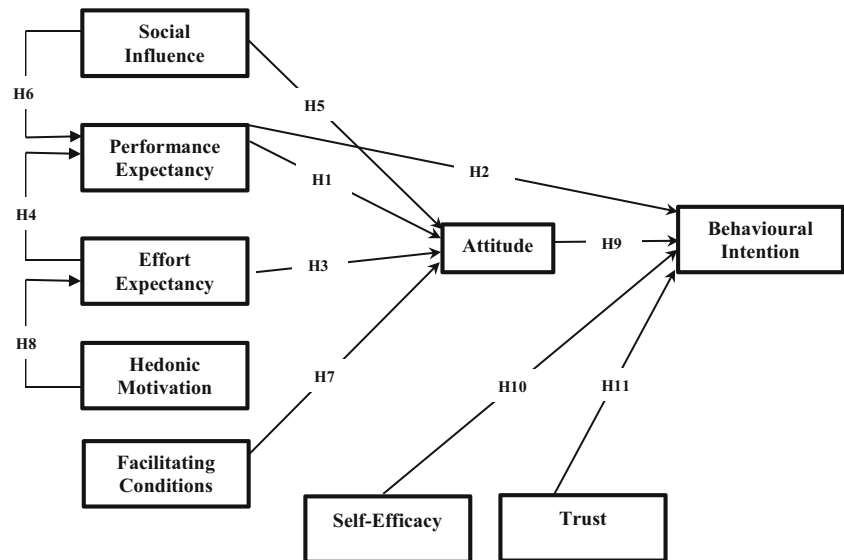 Social
Influence
H6
H5
Performance
Expectancy
H2
H1
H4
Attitude
H9
Behavioural
Intention
Effort
Expectancy
H3
H8
Hedonic
Motivation
H7
H10
H11
Facilitating
Conditions
Self-Efficacy
Trust